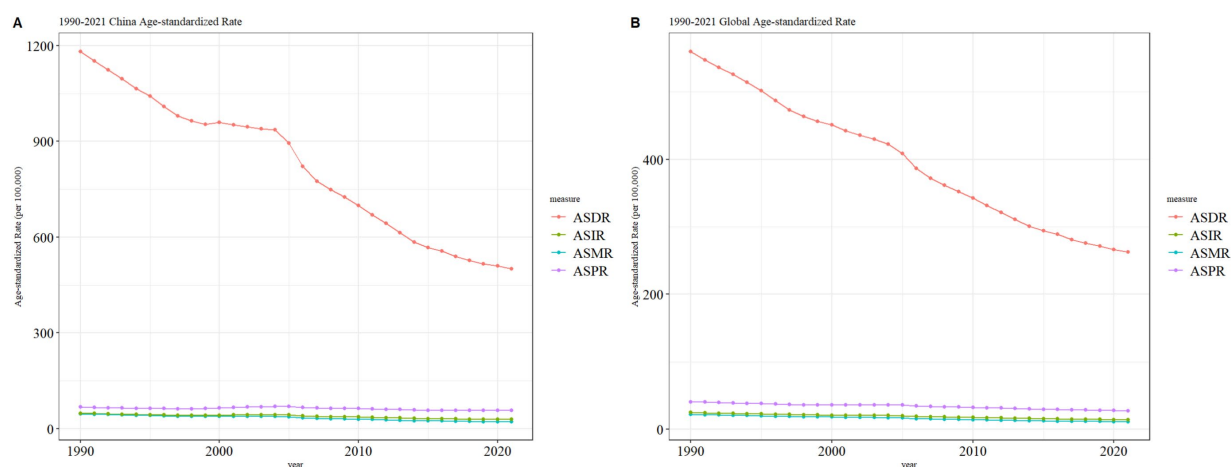 A 1990-2021 China Age-standardized Rate
1200
900
600
300
0
Age-standardized Rate (per 100,000)
1990 2000 2010 2020
year
measure
ASDR
ASIR
ASMR
ASPR
B 1990-2021 Global Age-standardized Rate
400
200
0
Age-standardized Rate (per 100,000)
1990 2000 2010 2020
year
measure
ASDR
ASIR
ASMR
ASPR